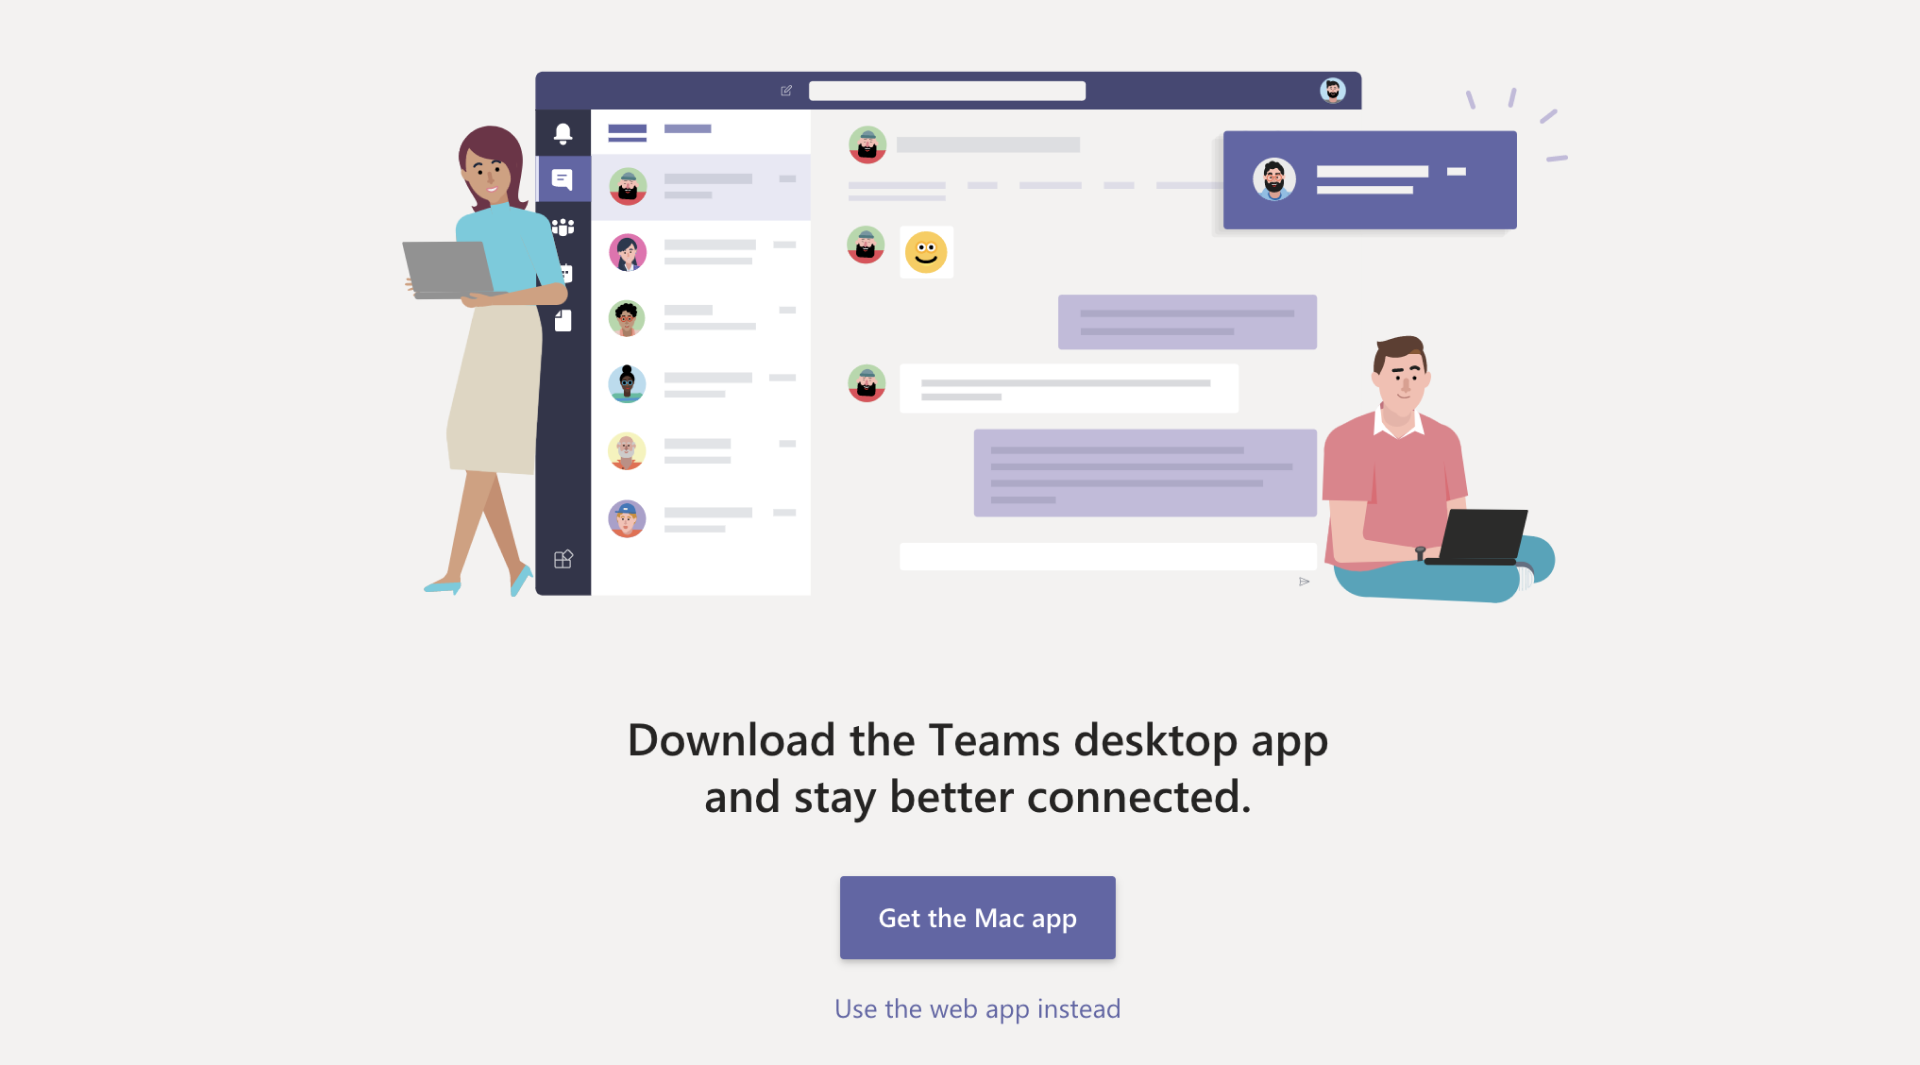 Download the Teams desktop app
and stay better connected.
Get the Mac app
Use the web app instead